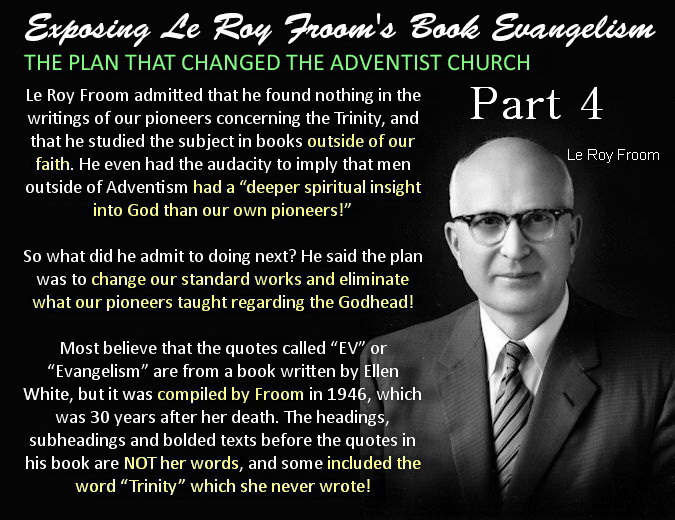 Exposing Le Roy Froom's Book Evangelism
THE PLAN THAT CHANGED THE ADVENTIST CHURCH
Part 4
Le Roy Froom
Le Roy Froom admitted that he found nothing in the
writings of our pioneers concerning the Trinity, and
that he studied the subject in books outside of our
faith. He even had the audacity to imply that men
outside of Adventism had a “deeper spiritual insight
into God than our own pioneers!”
So what did he admit to doing next? He said the plan
was to change our standard works and eliminate
what our pioneers taught regarding the Godhead!
Most believe that the quotes called “EV” or
“Evangelism” are from a book written by Ellen
White, but it was compiled by Froom in 1946, which
was 30 years after her death. The headings,
subheadings and bolded texts before the quotes in
his book are NOT her words, and some included the
word “Trinity” which she never wrote!